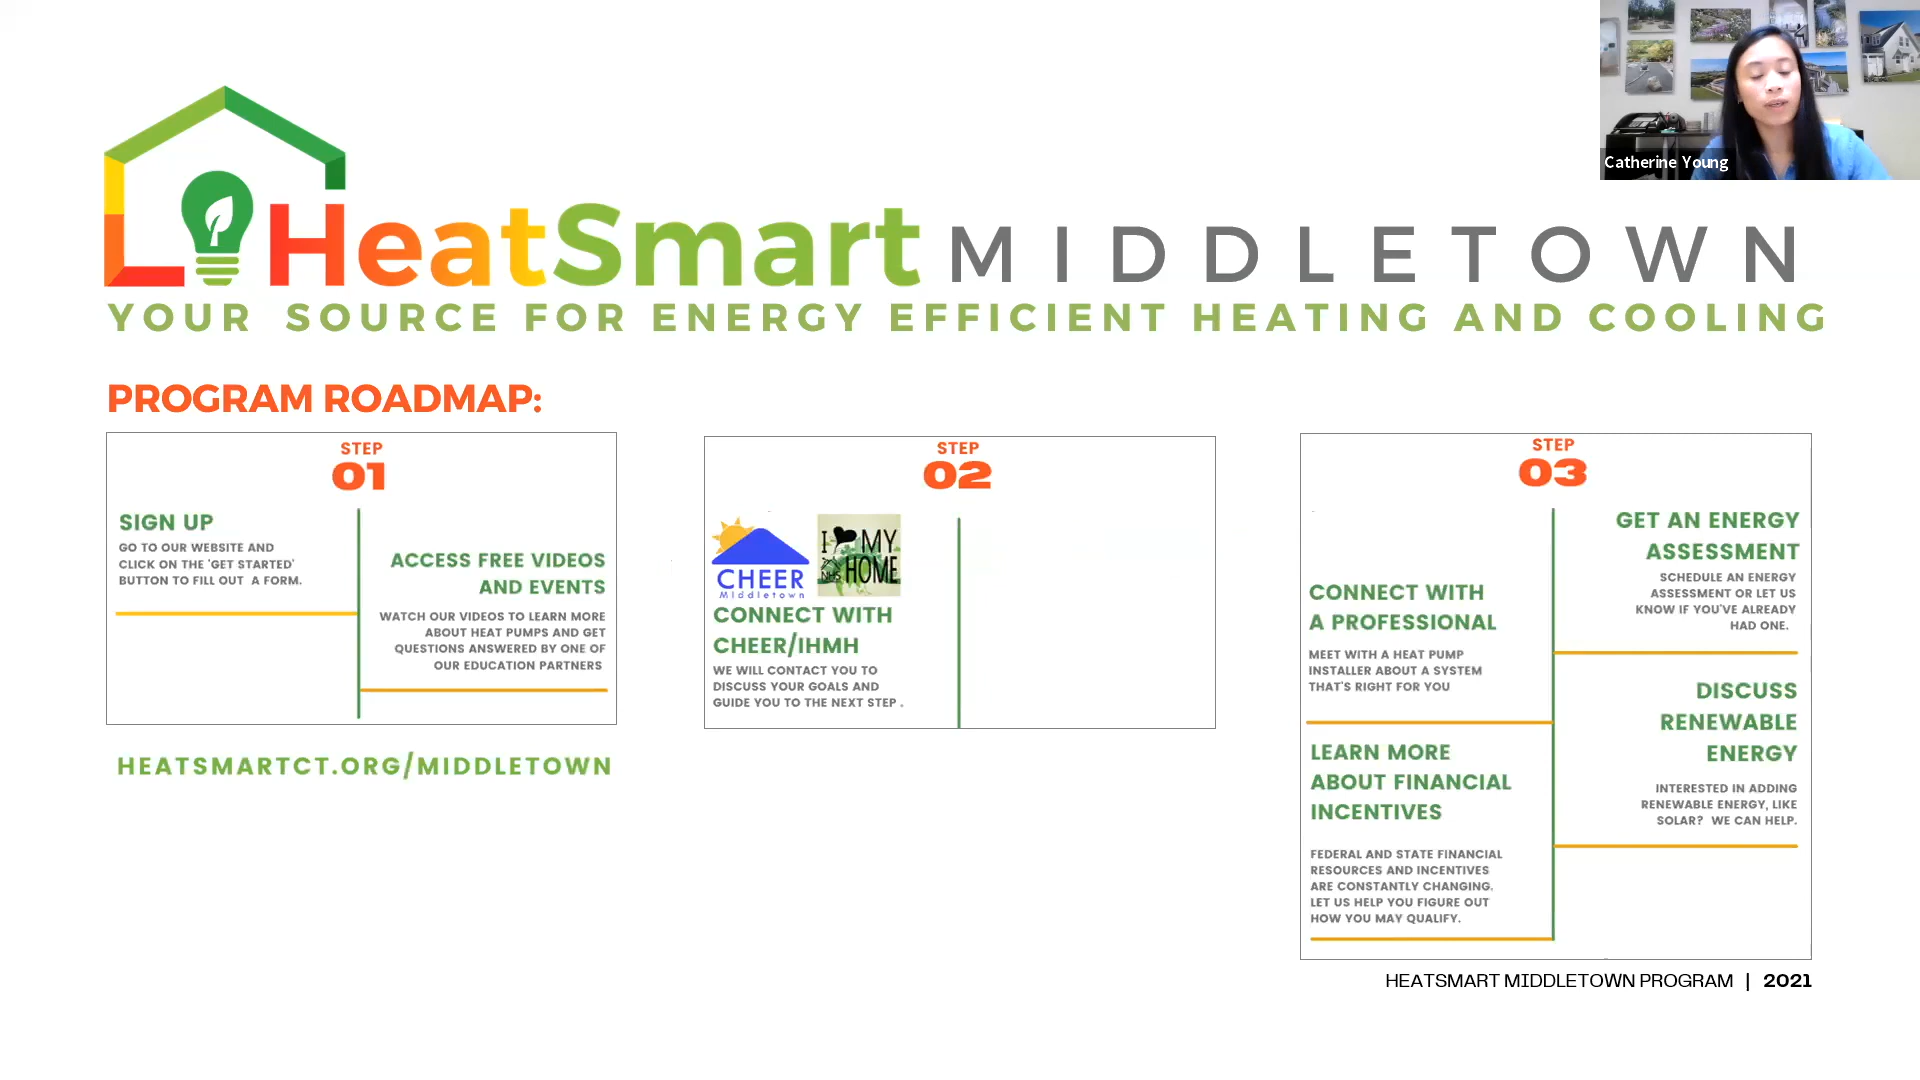 Catherine Young
HeatSmart MIDDLETOWN
YOUR SOURCE FOR ENERGY EFFICIENT HEATING AND COOLING
PROGRAM ROADMAP:
STEP
01
SIGN UP
GO TO OUR WEBSITE AND
CLICK ON THE 'GET STARTED'
BUTTON TO FILL OUT A FORM.
ACCESS FREE VIDEOS
AND EVENTS
WATCH OUR VIDEOS TO LEARN MORE
ABOUT HEAT PUMPS AND GET
QUESTIONS ANSWERED BY ONE OF
OUR EDUCATION PARTNERS
HEATSMARTCT.ORG/MIDDLETOWN
STEP
02
CHEER
Middletown
I MY
NHS HOME
CONNECT WITH
CHEER/IHMH
WE WILL CONTACT YOU TO
DISCUSS YOUR GOALS AND
GUIDE YOU TO THE NEXT STEP .
STEP
03
CONNECT WITH
A PROFESSIONAL
MEET WITH A HEAT PUMP
INSTALLER ABOUT A SYSTEM
THAT'S RIGHT FOR YOU
LEARN MORE
ABOUT FINANCIAL
INCENTIVES
FEDERAL AND STATE FINANCIAL
RESOURCES AND INCENTIVES
ARE CONSTANTLY CHANGING.
LET US HELP YOU FIGURE OUT
HOW YOU MAY QUALIFY.
GET AN ENERGY
ASSESSMENT
SCHEDULE AN ENERGY
ASSESSMENT OR LET US
KNOW IF YOU'VE ALREADY
HAD ONE.
DISCUSS
RENEWABLE
ENERGY
INTERESTED IN ADDING
RENEWABLE ENERGY, LIKE
SOLAR? WE CAN HELP.
HEATSMART MIDDLETOWN PROGRAM | 2021